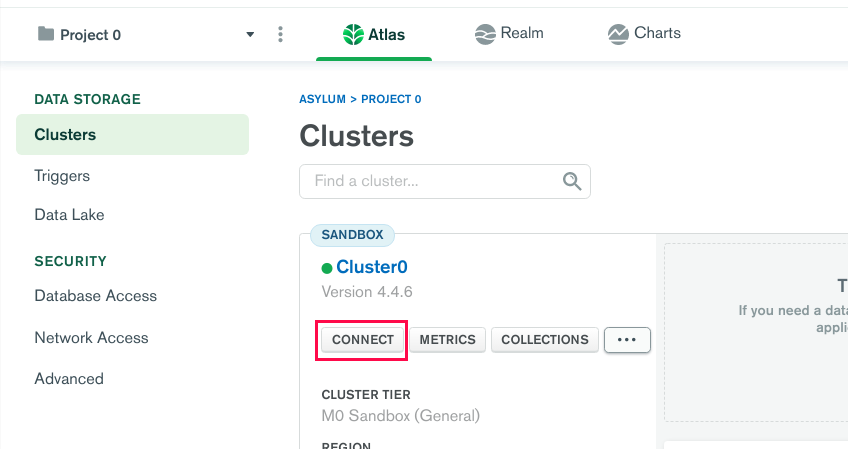 Project 0
Atlas
Realm
Charts
DATA STORAGE
Clusters
Triggers
Data Lake
SECURITY
Database Access
Network Access
Advanced
ASYLUM > PROJECT 0
Clusters
Find a cluster...
SANDBOX
Cluster0
Version 4.4.6
CONNECT METRICS COLLECTIONS ...
CLUSTER TIER
M0 Sandbox (General)
REGION
T
If you need a data
appli